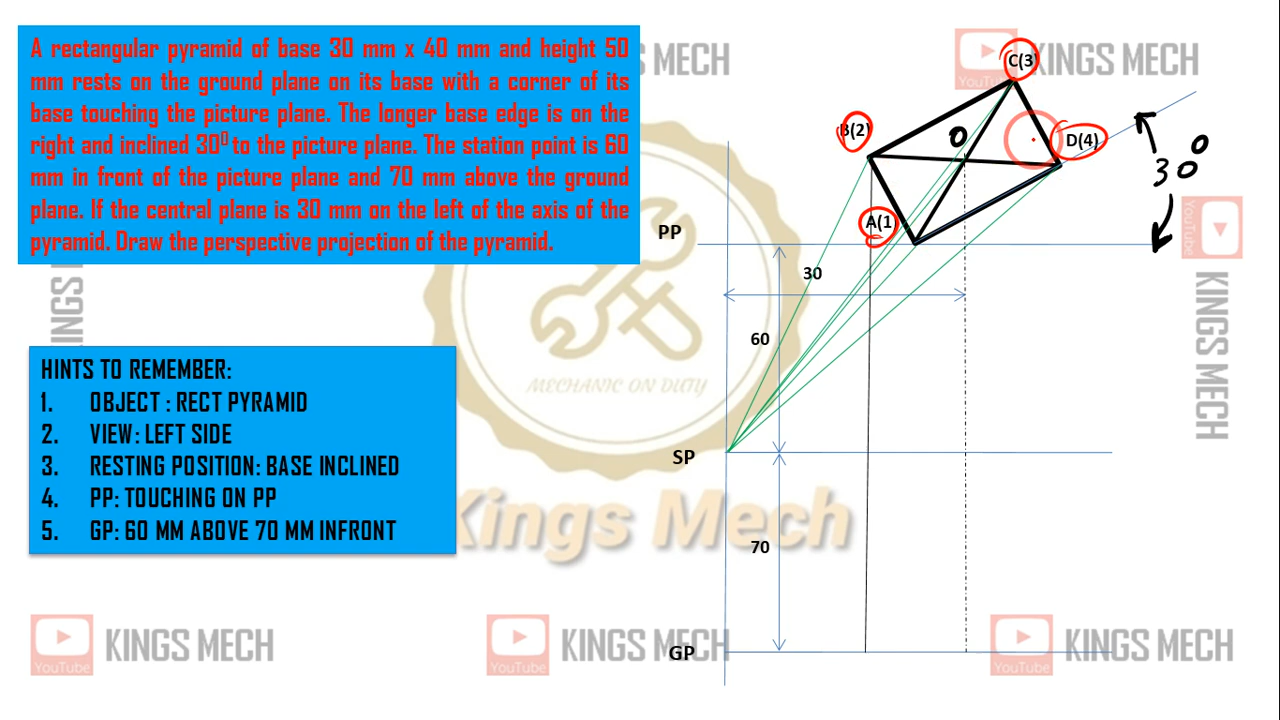 A rectangular pyramid of base 30 mm x 40 mm and height 50
mm rests on the ground plane on its base with a corner of its
base touching the picture plane. The longer base edge is on the
right and inclined 30⁰ to the picture plane. The station point is 60
mm in front of the picture plane and 70 mm above the ground
plane. If the central plane is 30 mm on the left of the axis of the
pyramid. Draw the perspective projection of the pyramid.
HINTS TO REMEMBER:
1. OBJECT : RECT PYRAMID
2. VIEW: LEFT SIDE
3. RESTING POSITION: BASE INCLINED
4. PP: TOUCHING ON PP
5. GP: 60 MM ABOVE 70 MM INFRONT
C(3)
B(2)
O
D(4)
30⁰
A(1
PP
30
60
SP
70
GP
S MECH
YouTube
KINGS MECH
YouTube
KINGS MECH
KINGS
MECHANIC ON DUTY
Kings Mech
YouTube
KINGS MECH
YouTube
KINGS MECH
YouTube
KINGS MECH